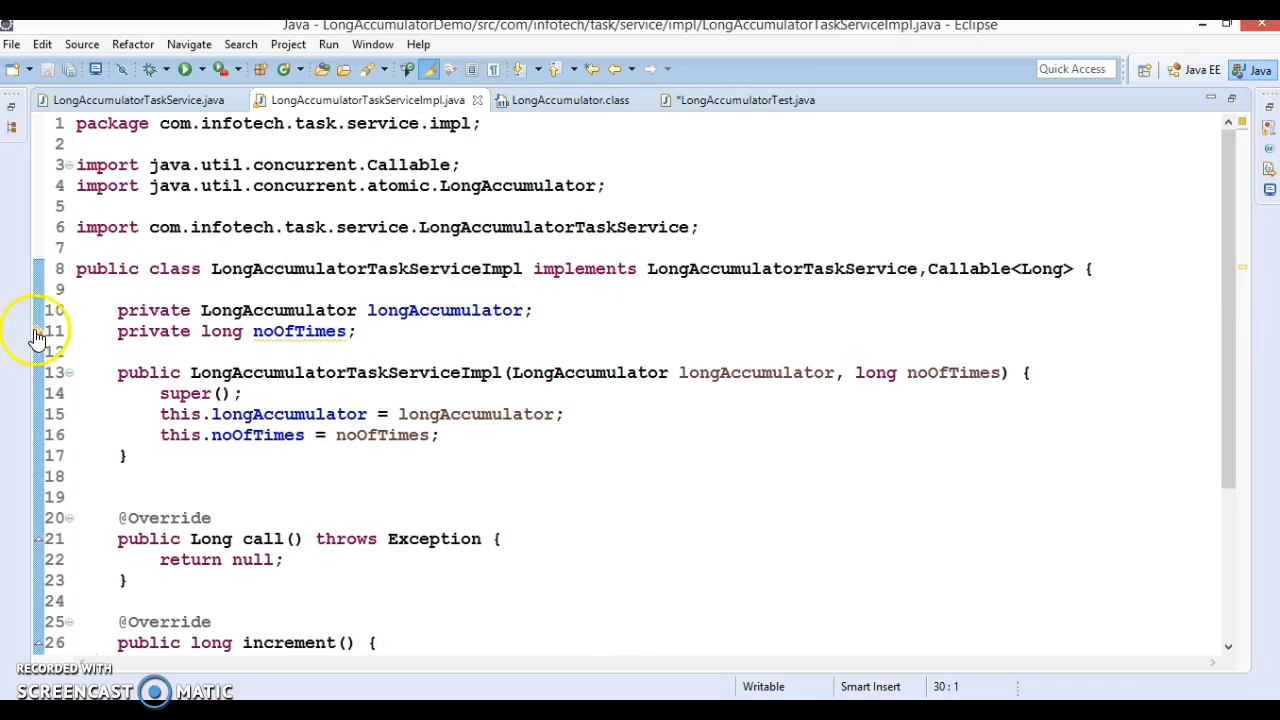 Java - LongAccumulatorDemo/src/com/infotech/task/service/impl/LongAccumulatorTaskServiceImpl.java - Eclipse
File Edit Source Refactor Navigate Search Project Run Window Help
Quick Access Java EE Java
LongAccumulatorTaskService.java LongAccumulatorTaskServiceImpl.java LongAccumulator.class *LongAccumulatorTest.java
1 package com.infotech.task.service.impl;
2
3 import java.util.concurrent.Callable;
4 import java.util.concurrent.atomic.LongAccumulator;
5
6 import com.infotech.task.service.LongAccumulatorTaskService;
7
8 public class LongAccumulatorTaskServiceImpl implements LongAccumulatorTaskService,Callable<Long> {
9
10 private LongAccumulator longAccumulator;
11 private long noOfTimes;
12
13 public LongAccumulatorTaskServiceImpl(LongAccumulator longAccumulator, long noOfTimes) {
14 super();
15 this.longAccumulator = longAccumulator;
16 this.noOfTimes = noOfTimes;
17 }
18
19
20 @Override
21 public Long call() throws Exception {
22 return null;
23 }
24
25 @Override
26 public long increment() {
RECORDED WITH
SCREENCAST MATIC
Writable Smart Insert 30 : 1